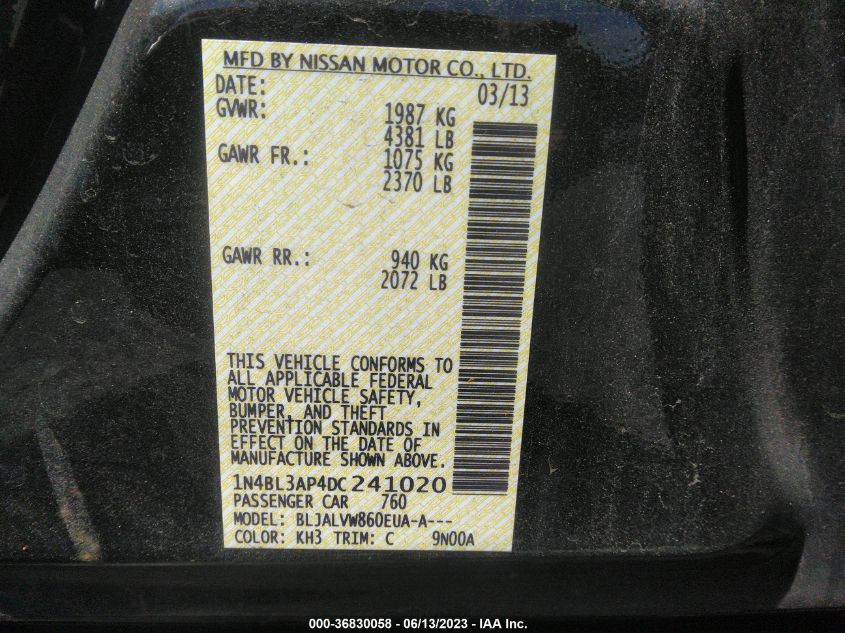 MFD BY NISSAN MOTOR CO., LTD.
DATE: 03/13
GVWR: 1987 KG
4381 LB
GAWR FR.: 1075 KG
2370 LB
GAWR RR.: 940 KG
2072 LB
THIS VEHICLE CONFORMS TO
ALL APPLICABLE FEDERAL
MOTOR VEHICLE SAFETY,
BUMPER, AND THEFT
PREVENTION STANDARDS IN
EFFECT ON THE DATE OF
MANUFACTURE SHOWN ABOVE.
1N4BL3AP4DC241020
PASSENGER CAR 760
MODEL: BLJALVW860EUA-A---
COLOR: KH3 TRIM: C 9N00A
000-36830058 - 06/13/2023 - IAA Inc.